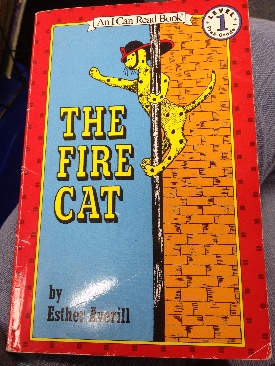 An I Can Read Book
LEVEL
1
THE
FIRE
CAT
by
Esther Averill